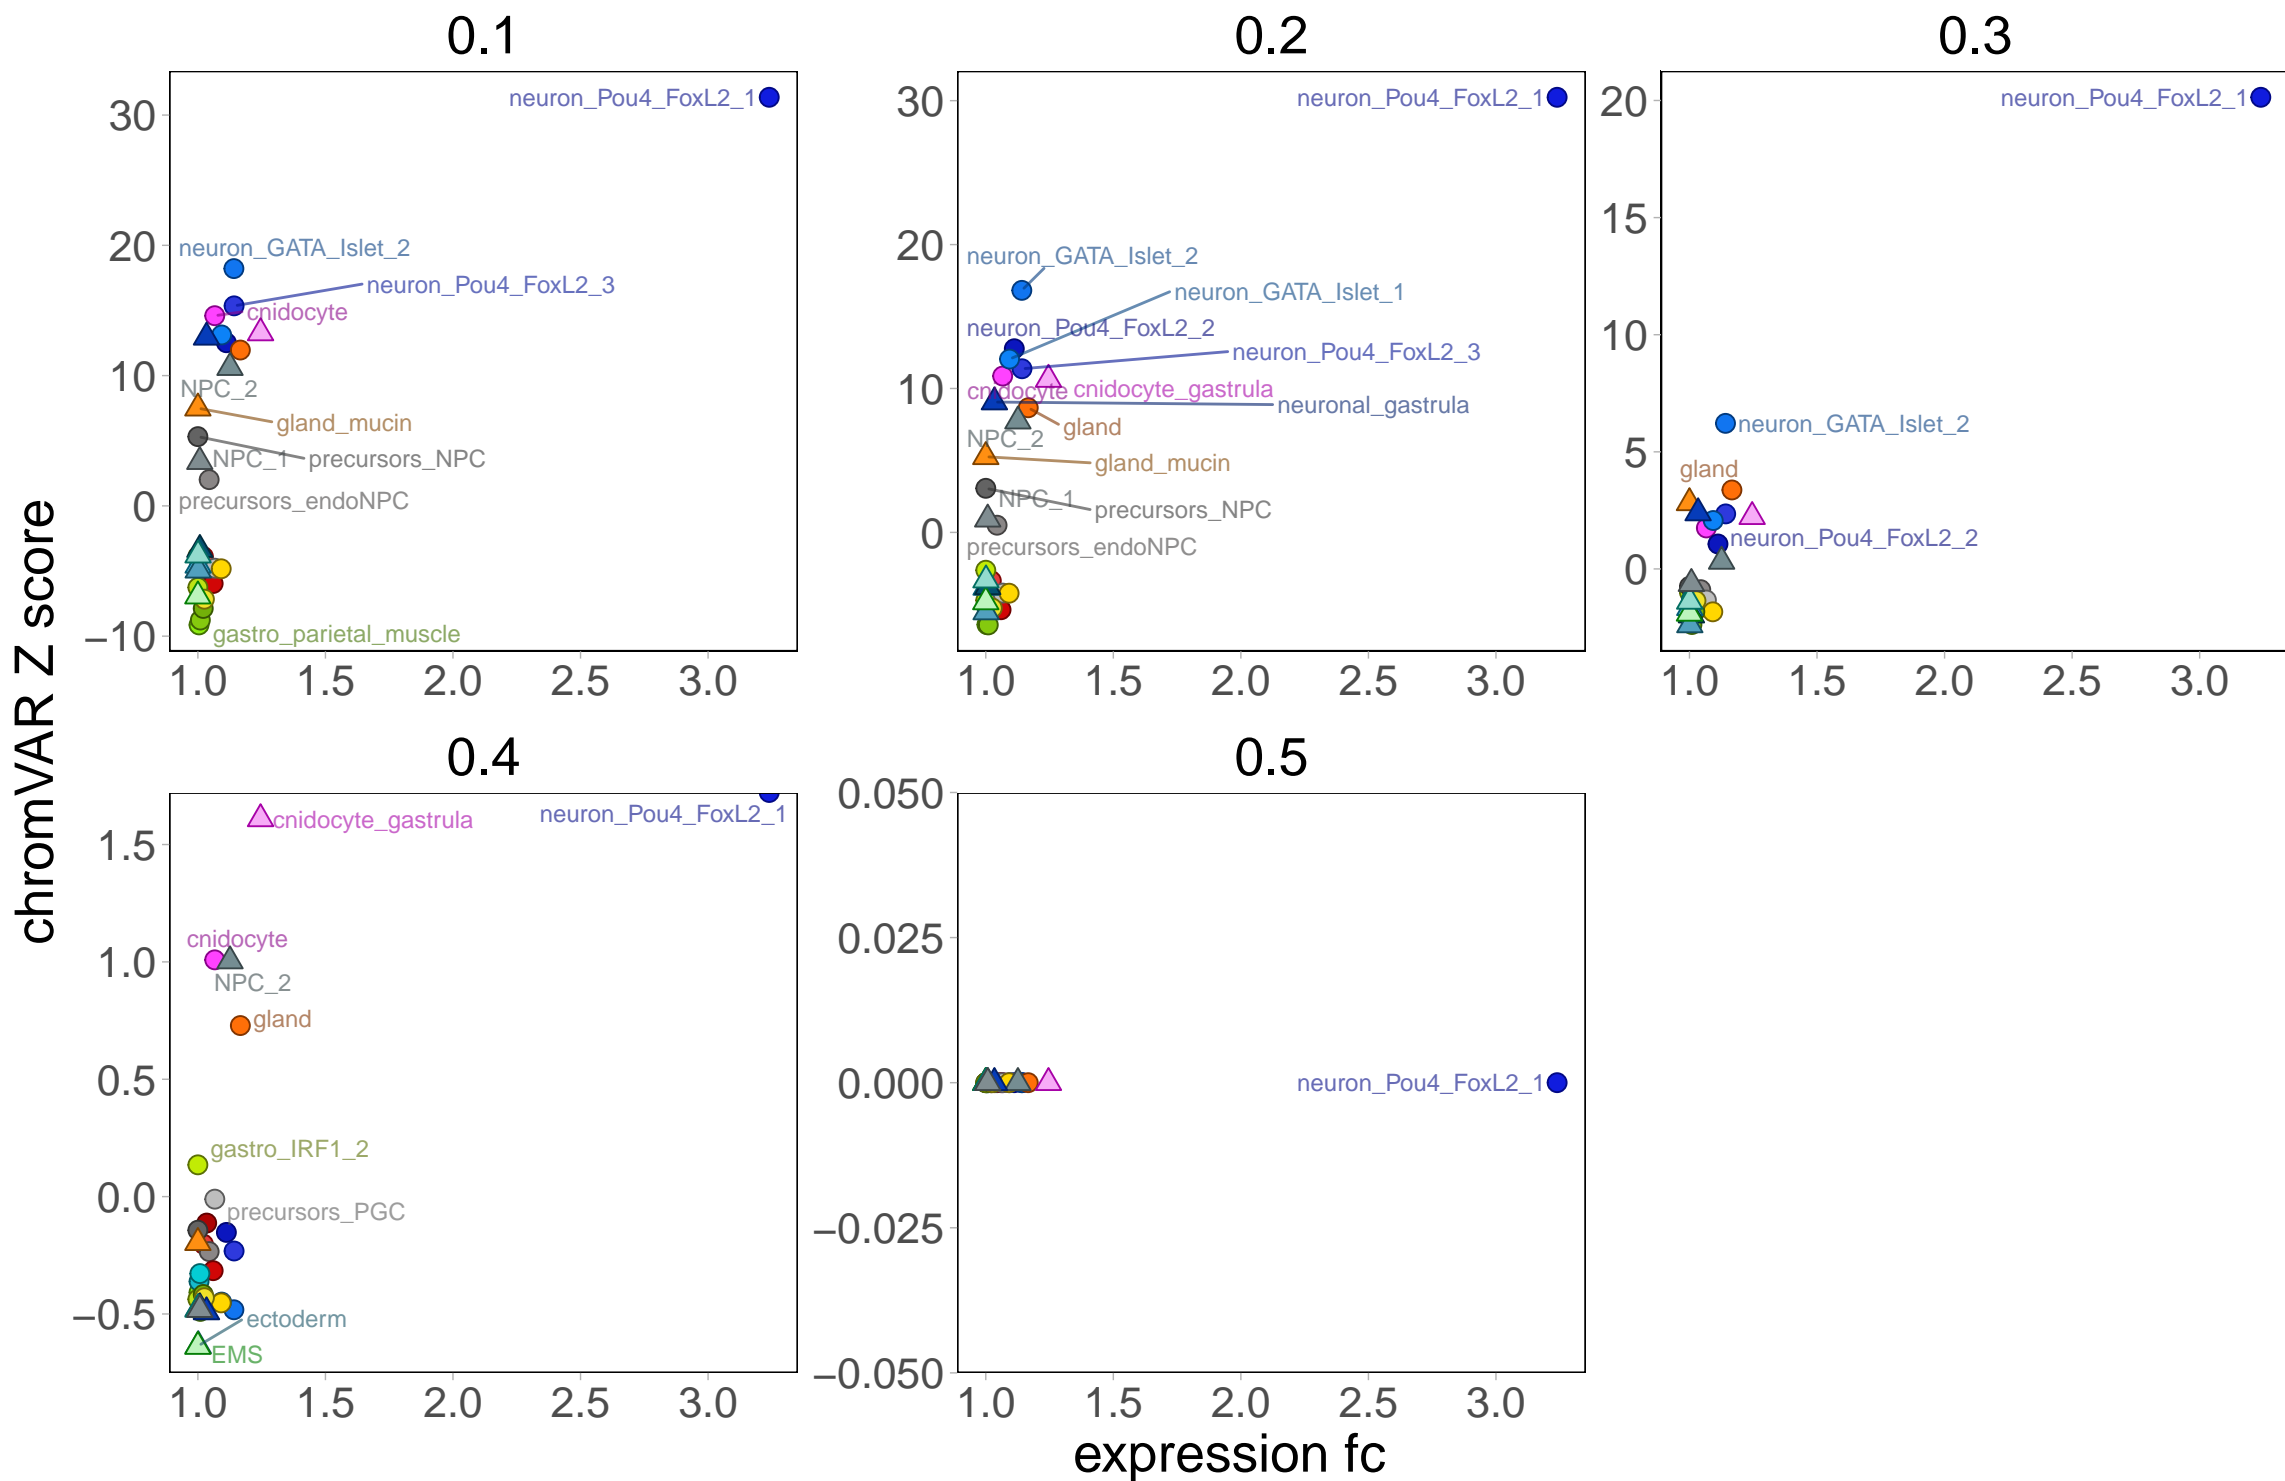 0.1
0.2
0.3
neuron_Pou4_FoxL2_1
neuron_GATA_Islet_2
neuron_Pou4_FoxL2_3
cnidocyte
NPC_2
gland_mucin
NPC_1
precursors_NPC
precursors_endoNPC
gastro_parietal_muscle
30
20
10
0
−10
1.0 1.5 2.0 2.5 3.0
neuron_Pou4_FoxL2_1
neuron_GATA_Islet_2
neuron_GATA_Islet_1
neuron_Pou4_FoxL2_2
neuron_Pou4_FoxL2_3
cnidocyte
cnidocyte_gastrula
neuronal_gastrula
gland
NPC_2
gland_mucin
NPC_1
precursors_NPC
precursors_endoNPC
30
20
10
0
1.0 1.5 2.0 2.5 3.0
neuron_Pou4_FoxL2_1
neuron_GATA_Islet_2
gland
neuron_Pou4_FoxL2_2
20
15
10
5
0
1.0 1.5 2.0 2.5 3.0
chromVAR Z score
0.4
0.5
neuron_Pou4_FoxL2_1
cnidocyte_gastrula
cnidocyte
NPC_2
gland
gastro_IRF1_2
precursors_PGC
ectoderm
EMS
1.5
1.0
0.5
0.0
−0.5
1.0 1.5 2.0 2.5 3.0
neuron_Pou4_FoxL2_1
0.050
0.025
0.000
−0.025
−0.050
1.0 1.5 2.0 2.5 3.0
expression fc